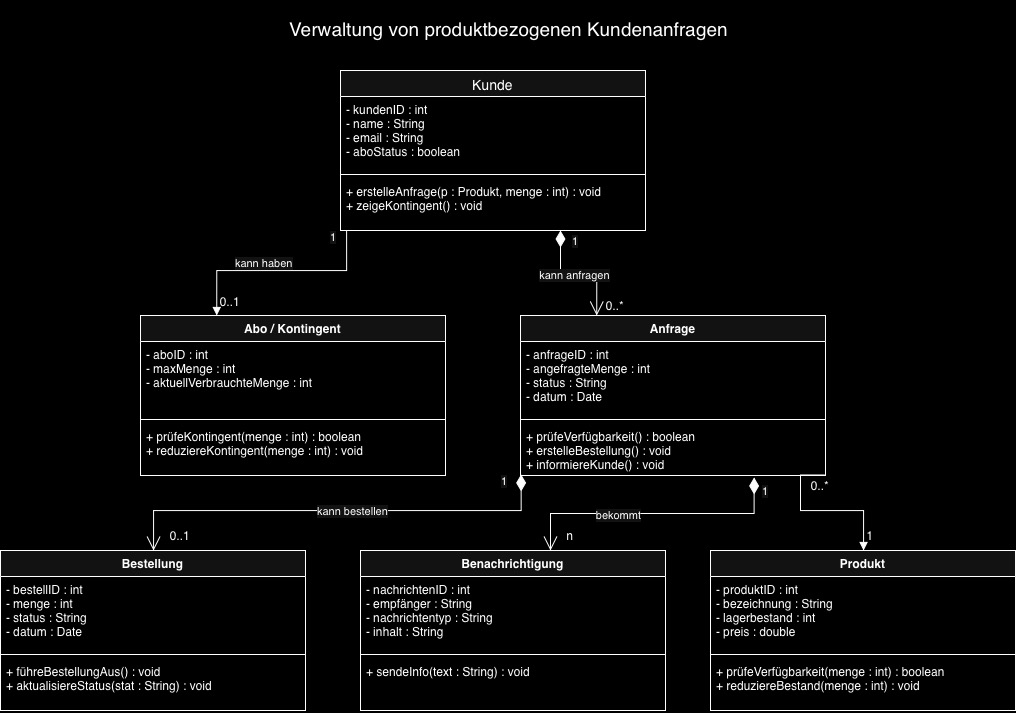 Verwaltung von produktbezogenen Kundenanfragen
Kunde
- kundenID : int
- name : String
- email : String
- aboStatus : boolean
+ erstelleAnfrage(p : Produkt, menge : int) : void
+ zeigeKontingent() : void
1
1
kann haben
kann anfragen
0..1
0..*
Abo / Kontingent
- aboID : int
- maxMenge : int
- aktuellVerbrauchteMenge : int
+ prüfeKontingent(menge : int) : boolean
+ reduziereKontingent(menge : int) : void
Anfrage
- anfrageID : int
- angefragteMenge : int
- status : String
- datum : Date
+ prüfeVerfügbarkeit() : boolean
+ erstelleBestellung() : void
+ informiereKunde() : void
1
1
0..*
kann bestellen
bekommt
0..1
n
1
Bestellung
- bestellID : int
- menge : int
- status : String
- datum : Date
+ führeBestellungAus() : void
+ aktualisiereStatus(stat : String) : void
Benachrichtigung
- nachrichtenID : int
- empfänger : String
- nachrichtentyp : String
- inhalt : String
+ sendeInfo(text : String) : void
Produkt
- produktID : int
- bezeichnung : String
- lagerbestand : int
- preis : double
+ prüfeVerfügbarkeit(menge : int) : boolean
+ reduziereBestand(menge : int) : void